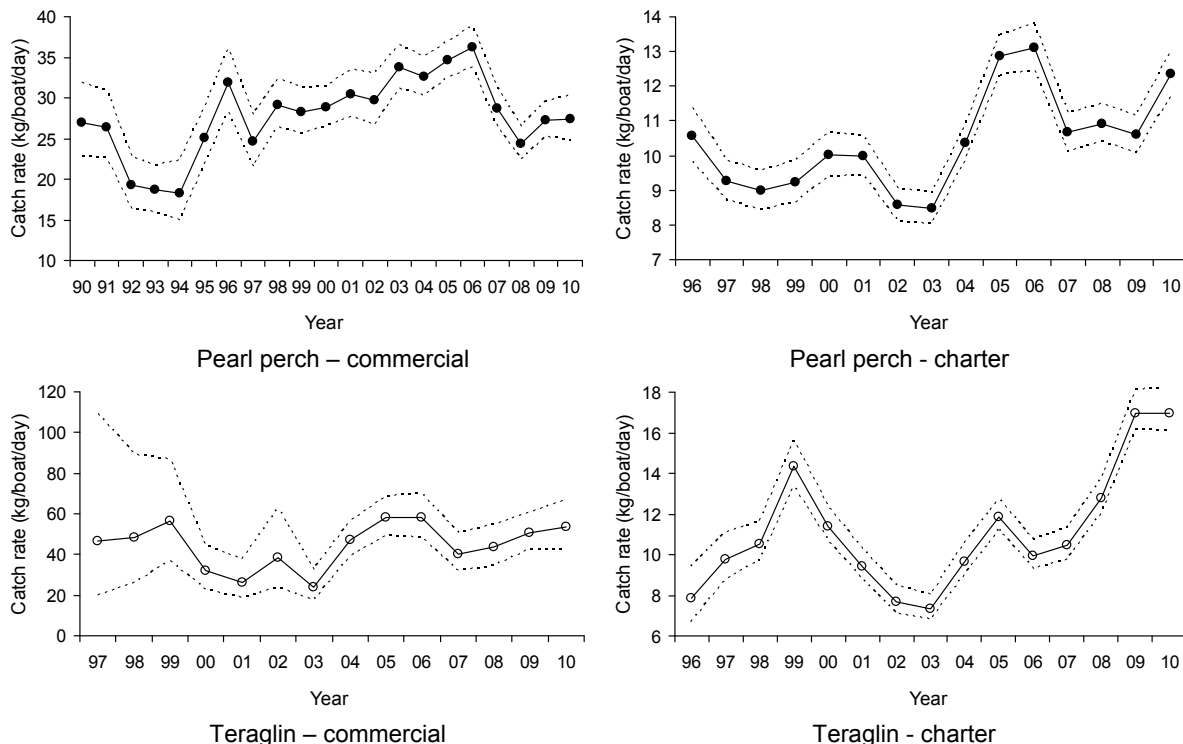 Catch rate (kg/boat/day)
40
35
30
25
20
15
10
90 91 92 93 94 95 96 97 98 99 00 01 02 03 04 05 06 07 08 09 10
Year
Pearl perch – commercial
Catch rate (kg/boat/day)
14
13
12
11
10
9
8
7
96 97 98 99 00 01 02 03 04 05 06 07 08 09 10
Year
Pearl perch - charter
Catch rate (kg/boat/day)
120
100
80
60
40
20
0
97 98 99 00 01 02 03 04 05 06 07 08 09 10
Year
Teraglin – commercial
Catch rate (kg/boat/day)
18
16
14
12
10
8
6
96 97 98 99 00 01 02 03 04 05 06 07 08 09 10
Year
Teraglin - charter